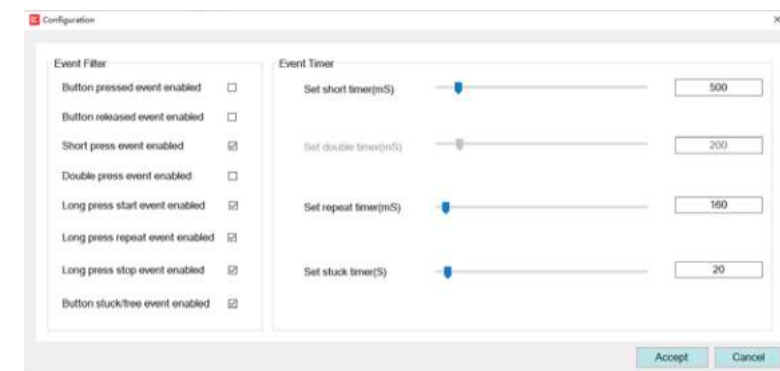 Configuration
Event Filter
Button pressed event enabled
Button released event enabled
Short press event enabled
Double press event enabled
Long press start event enabled
Long press repeat event enabled
Long press stop event enabled
Button stuck/free event enabled
Event Timer
Set short timer(mS) 500
Set double timer(mS) 200
Set repeat timer(mS) 160
Set stuck timer(S) 20
Accept Cancel